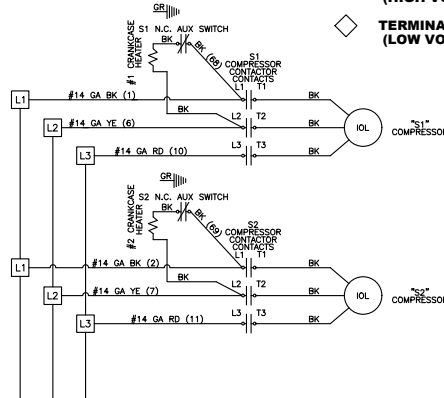 (HIGH VO
TERMINA
(LOW VO
GR
S1 N.C. AUX SWITCH
BK
#1 CRANKCASE
HEATER
BK
(68)
S1
COMPRESSOR
CONTACTOR
CONTACTS
L1 T1
L1
#14 GA BK (1)
BK
BK
L2 T2
L2
#14 GA YE (6)
BK
IOL
"S1"
COMPRESSOR
L3 T3
L3
#14 GA RD (10)
BK
GR
S2 N.C. AUX SWITCH
BK
#2 CRANKCASE
HEATER
BK
(69)
S2
COMPRESSOR
CONTACTOR
CONTACTS
L1 T1
L1
#14 GA BK (2)
BK
BK
L2 T2
L2
#14 GA YE (7)
BK
IOL
"S2"
COMPRESSOR
L3 T3
L3
#14 GA RD (11)
BK